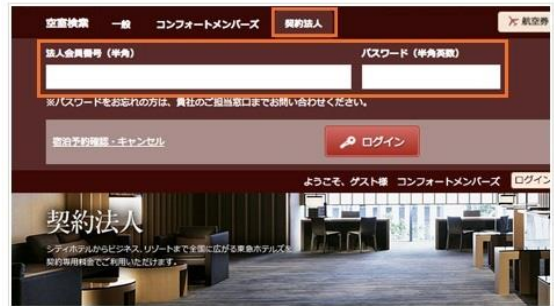 空室検索 一般 コンフォートメンバーズ 契約法人 航空券
法人会員番号（半角） パスワード（半角英数）
※パスワードをお忘れの方は、貴社のご担当窓口までお問い合わせください。
宿泊予約確認・キャンセル ログイン
ようこそ、ゲスト様 コンフォートメンバーズ ログイン
契約法人
シティホテルからビジネス、リゾートまで全国に広がる東急ホテルズを
契約専用料金でご利用いただけます。